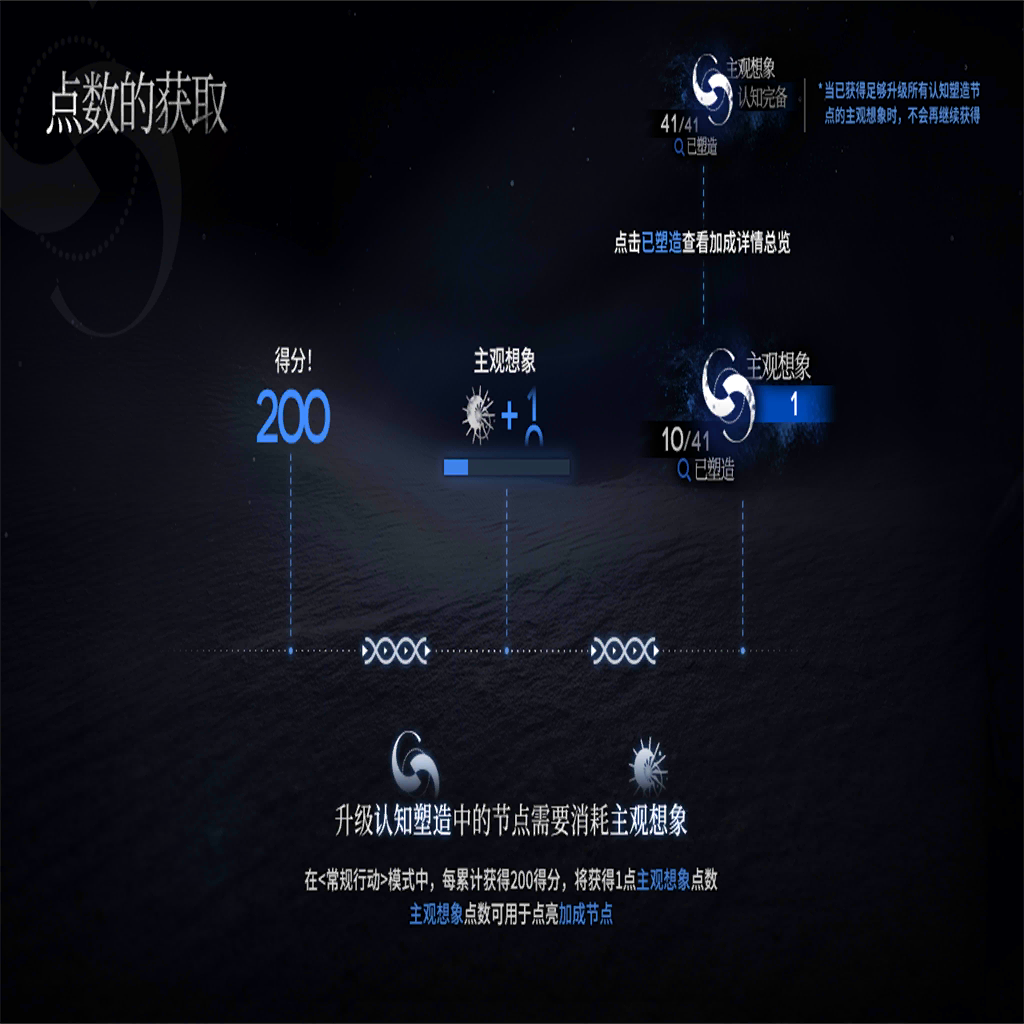 点数的获取
主观想象
认知完备
41/41
已塑造
*当已获得足够升级所有认知塑造节
点的主观想象时，不会再继续获得
点击已塑造查看加成详情总览
得分!
200
主观想象
+1
0
主观想象
1
10/41
已塑造
升级认知塑造中的节点需要消耗主观想象
在<常规行动>模式中，每累计获得200得分，将获得1点主观想象点数
主观想象点数可用于点亮加成节点